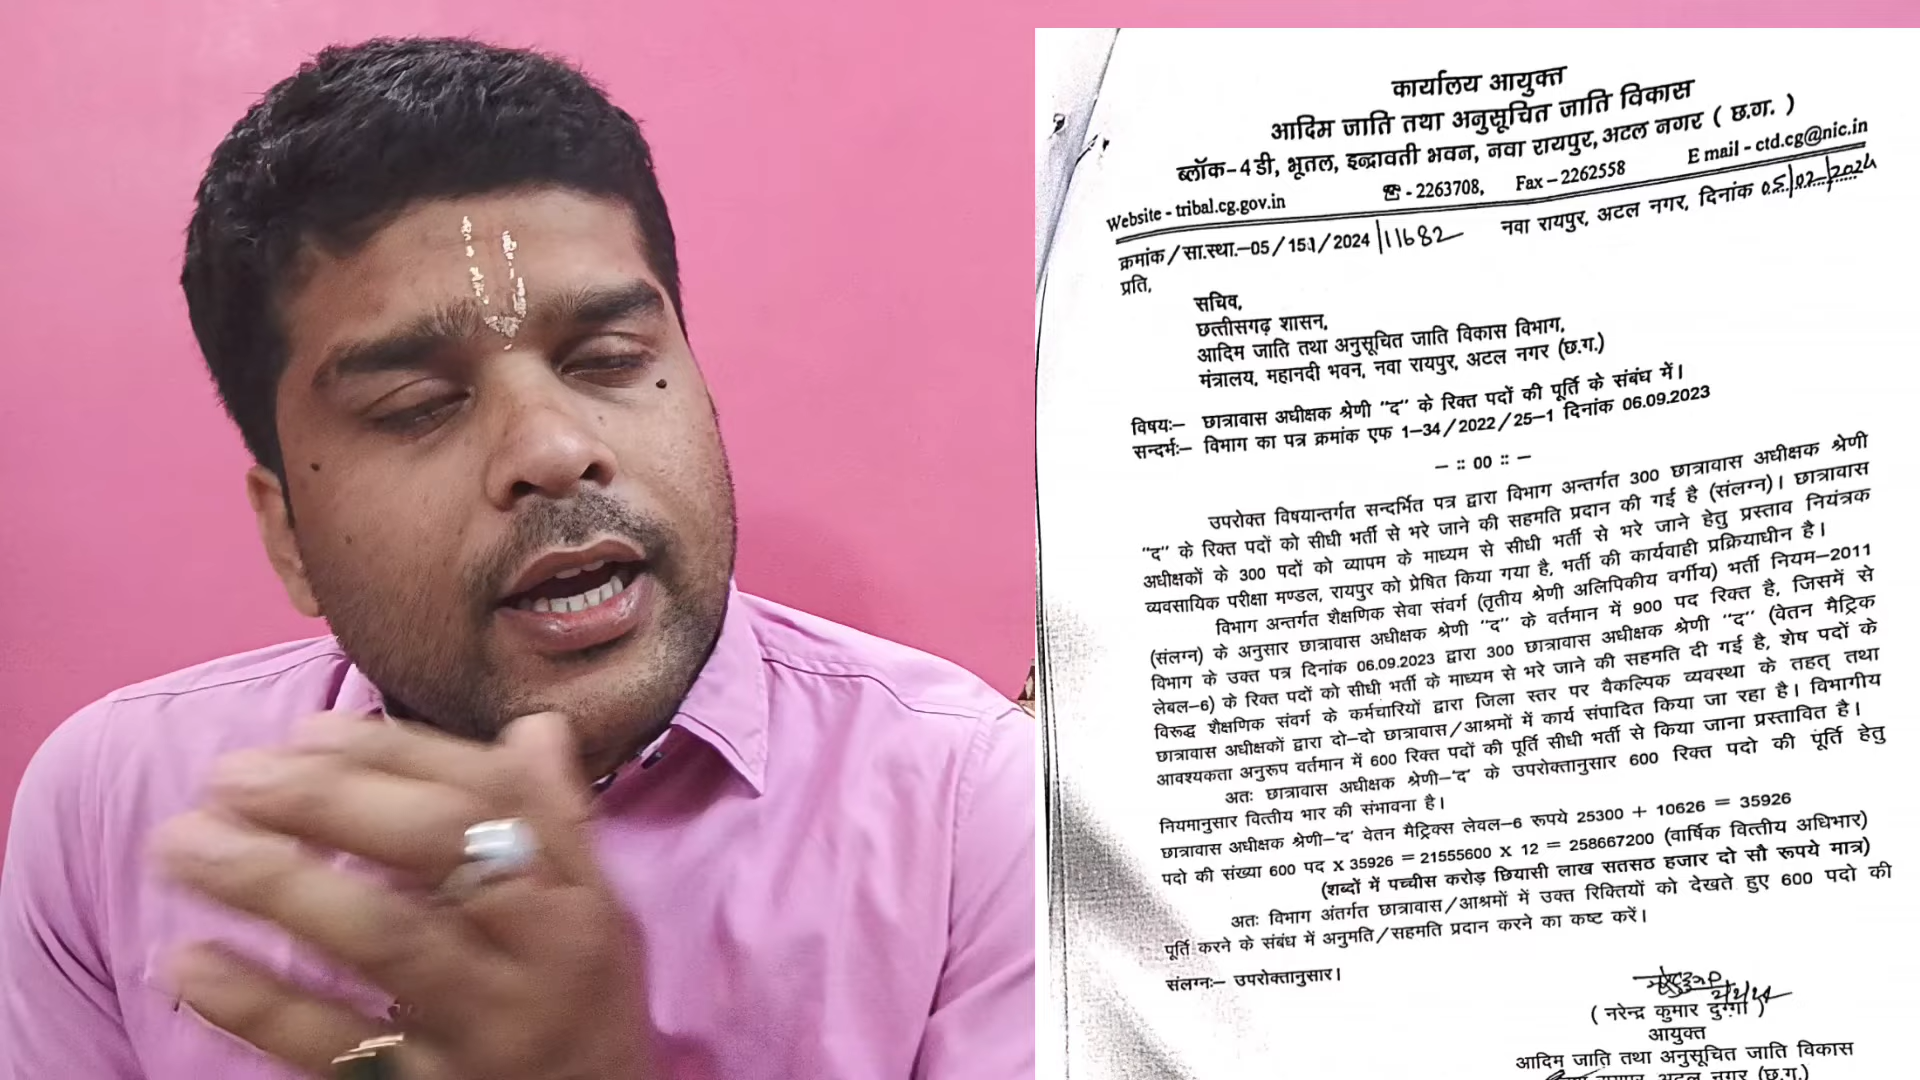 कार्यालय आयुक्त
आदिम जाति तथा अनुसूचित जाति विकास
ब्लॉक-4 डी, भूतल, इन्द्रावती भवन, नवा रायपुर, अटल नगर ( छ.ग. )
Website - tribal.cg.gov.in ☎ - 2263708, Fax – 2262558 E mail - ctd.cg@nic.in
क्रमांक / सा.स्था.–05 / 151 / 2024 /11682 नवा रायपुर, अटल नगर, दिनांक 05/02/2024
प्रति,
सचिव,
छत्तीसगढ़ शासन,
आदिम जाति तथा अनुसूचित जाति विकास विभाग,
मंत्रालय, महानदी भवन, नवा रायपुर, अटल नगर (छ.ग.)
विषयः– छात्रावास अधीक्षक श्रेणी "द" के रिक्त पदों की पूर्ति के संबंध में।
सन्दर्भः– विभाग का पत्र क्रमांक एफ 1–34/2022/25–1 दिनांक 06.09.2023
– :: 00 :: –
उपरोक्त विषयान्तर्गत सन्दर्भित पत्र द्वारा विभाग अन्तर्गत 300 छात्रावास अधीक्षक श्रेणी
"द" के रिक्त पदों को सीधी भर्ती से भरे जाने की सहमति प्रदान की गई है (संलग्न)। छात्रावास
अधीक्षकों के 300 पदों को व्यापम के माध्यम से सीधी भर्ती से भरे जाने हेतु प्रस्ताव नियंत्रक
व्यवसायिक परीक्षा मण्डल, रायपुर को प्रेषित किया गया है, भर्ती की कार्यवाही प्रक्रियाधीन है।
विभाग अन्तर्गत शैक्षणिक सेवा संवर्ग (तृतीय श्रेणी अलिपिकीय वर्गीय) भर्ती नियम–2011
(संलग्न) के अनुसार छात्रावास अधीक्षक श्रेणी "द" के वर्तमान में 900 पद रिक्त है, जिसमें से
विभाग के उक्त पत्र दिनांक 06.09.2023 द्वारा 300 छात्रावास अधीक्षक श्रेणी "द" (वेतन मैट्रिक
लेबल–6) के रिक्त पदों को सीधी भर्ती के माध्यम से भरे जाने की सहमति दी गई है, शेष पदों के
विरूद्ध शैक्षणिक संवर्ग के कर्मचारियों द्वारा जिला स्तर पर वैकल्पिक व्यवस्था के तहत् तथा
छात्रावास अधीक्षकों द्वारा दो–दो छात्रावास/आश्रमों में कार्य संपादित किया जा रहा है। विभागीय
आवश्यकता अनुरूप वर्तमान में 600 रिक्त पदों की पूर्ति सीधी भर्ती से किया जाना प्रस्तावित है।
अतः छात्रावास अधीक्षक श्रेणी–'द' के उपरोक्तानुसार 600 रिक्त पदो की पूर्ति हेतु
नियमानुसार वित्तीय भार की संभावना है।
छात्रावास अधीक्षक श्रेणी–'द' वेतन मैट्रिक्स लेवल–6 रूपये 25300 + 10626 = 35926
पदो की संख्या 600 पद X 35926 = 21555600 X 12 = 258667200 (वार्षिक वित्तीय अधिभार)
(शब्दों में पच्चीस करोड़ छियासी लाख सतसठ हजार दो सौ रूपये मात्र)
अतः विभाग अंतर्गत छात्रावास/आश्रमों में उक्त रिक्तियों को देखते हुए 600 पदो की
पूर्ति करने के संबंध में अनुमति/सहमति प्रदान करने का कष्ट करें।
संलग्नः– उपरोक्तानुसार।
2/2/24
( नरेन्द्र कुमार दुग्गा )
आयुक्त
आदिम जाति तथा अनुसूचित जाति विकास
रायपुर, अटल नगर (छ.ग.)